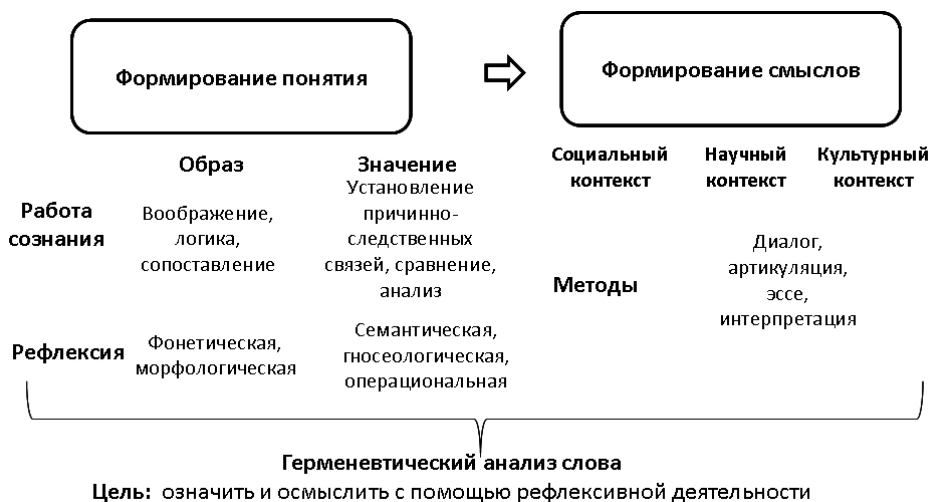 Формирование понятия
Формирование смыслов
Образ
Значение
Социальный контекст
Научный контекст
Культурный контекст
Работа
сознания
Воображение,
логика,
сопоставление
Установление
причинно-
следственных
связей, сравнение,
анализ
Методы
Диалог,
артикуляция,
эссе,
интерпретация
Рефлексия
Фонетическая,
морфологическая
Семантическая,
гносеологическая,
операциональная
Герменевтический анализ слова
Цель: означить и осмыслить с помощью рефлексивной деятельности